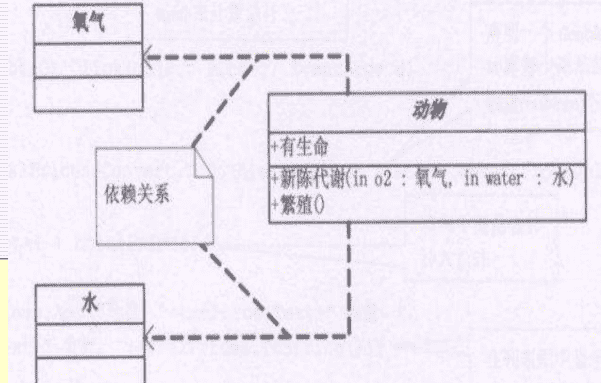 氧气
动物
+有生命
+新陈代谢(in o2 : 氧气, in water : 水)
+繁殖()
依赖关系
水